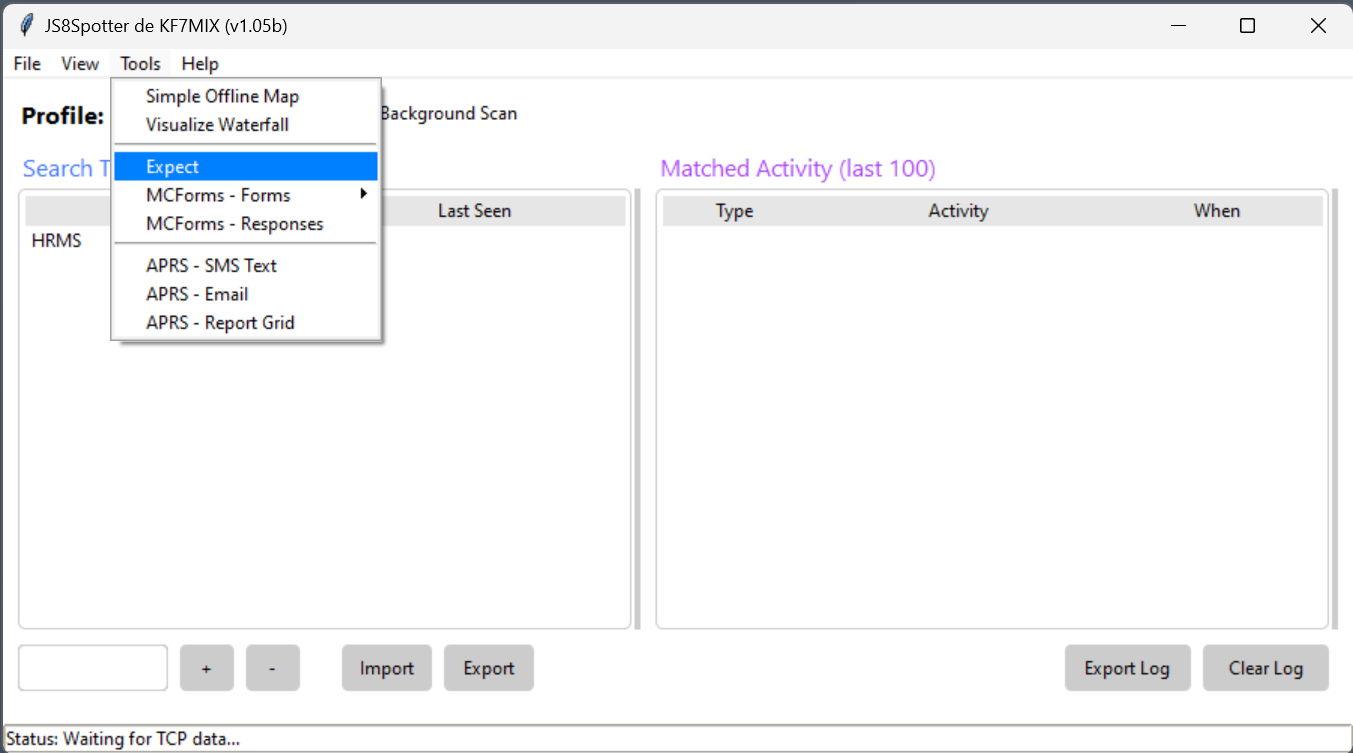 JS8Spotter de KF7MIX (v1.05b)
File View Tools Help
Simple Offline Map
Visualize Waterfall
Expect
MCForms - Forms
MCForms - Responses
APRS - SMS Text
APRS - Email
APRS - Report Grid
Profile: Background Scan
Search T
Last Seen
HRMS
Matched Activity (last 100)
Type Activity When
+ - Import Export Export Log Clear Log
Status: Waiting for TCP data...